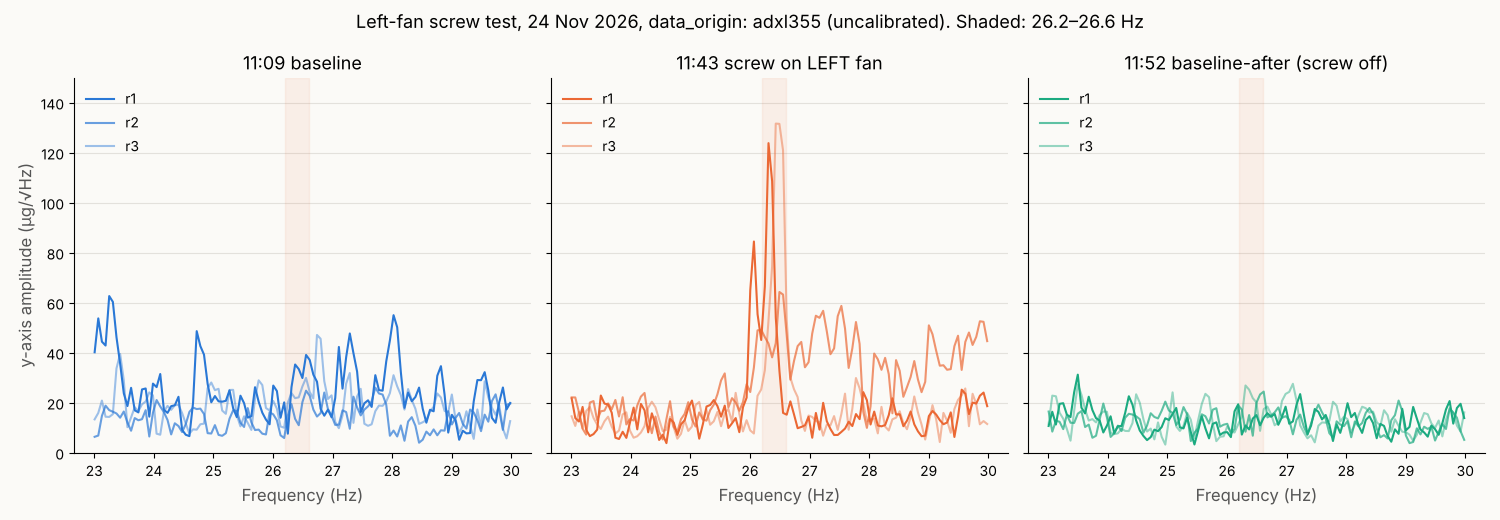 Left-fan screw test, 24 Nov 2026, data_origin: adxl355 (uncalibrated). Shaded: 26.2–26.6 Hz
11:09 baseline
11:43 screw on LEFT fan
11:52 baseline-after (screw off)
y-axis amplitude (µg/√Hz)
140
120
100
80
60
40
20
0
r1
r2
r3
r1
r2
r3
r1
r2
r3
23 24 25 26 27 28 29 30
23 24 25 26 27 28 29 30
23 24 25 26 27 28 29 30
Frequency (Hz)
Frequency (Hz)
Frequency (Hz)